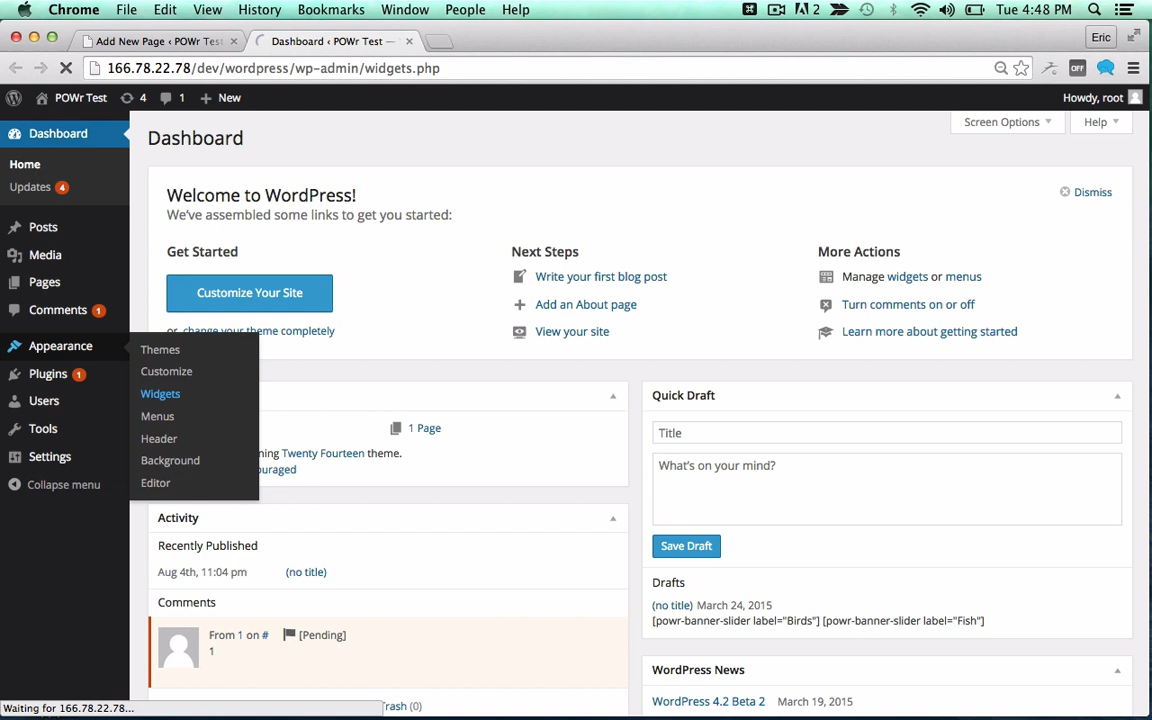 Chrome File Edit View History Bookmarks Window People Help 2 Tue 4:48 PM
Add New Page ‹ POWr Test Dashboard ‹ POWr Test — Eric
166.78.22.78/dev/wordpress/wp-admin/widgets.php OFF
POWr Test 4 1 New Howdy, root
Dashboard
Home
Updates 4
Posts
Media
Pages
Comments 1
Appearance
Plugins 1
Users
Tools
Settings
Collapse menu
Themes
Customize
Widgets
Menus
Header
Background
Editor
Screen Options Help
Dashboard
Welcome to WordPress! Dismiss
We've assembled some links to get you started:
Get Started
Customize Your Site
or, change your theme completely
Next Steps
Write your first blog post
Add an About page
View your site
More Actions
Manage widgets or menus
Turn comments on or off
Learn more about getting started
1 Page
ning Twenty Fourteen theme.
ouraged
Activity
Recently Published
Aug 4th, 11:04 pm (no title)
Comments
From 1 on # [Pending]
1
Trash (0)
Quick Draft
Title
What's on your mind?
Save Draft
Drafts
(no title) March 24, 2015
[powr-banner-slider label="Birds"] [powr-banner-slider label="Fish"]
WordPress News
WordPress 4.2 Beta 2 March 19, 2015
Waiting for 166.78.22.78...